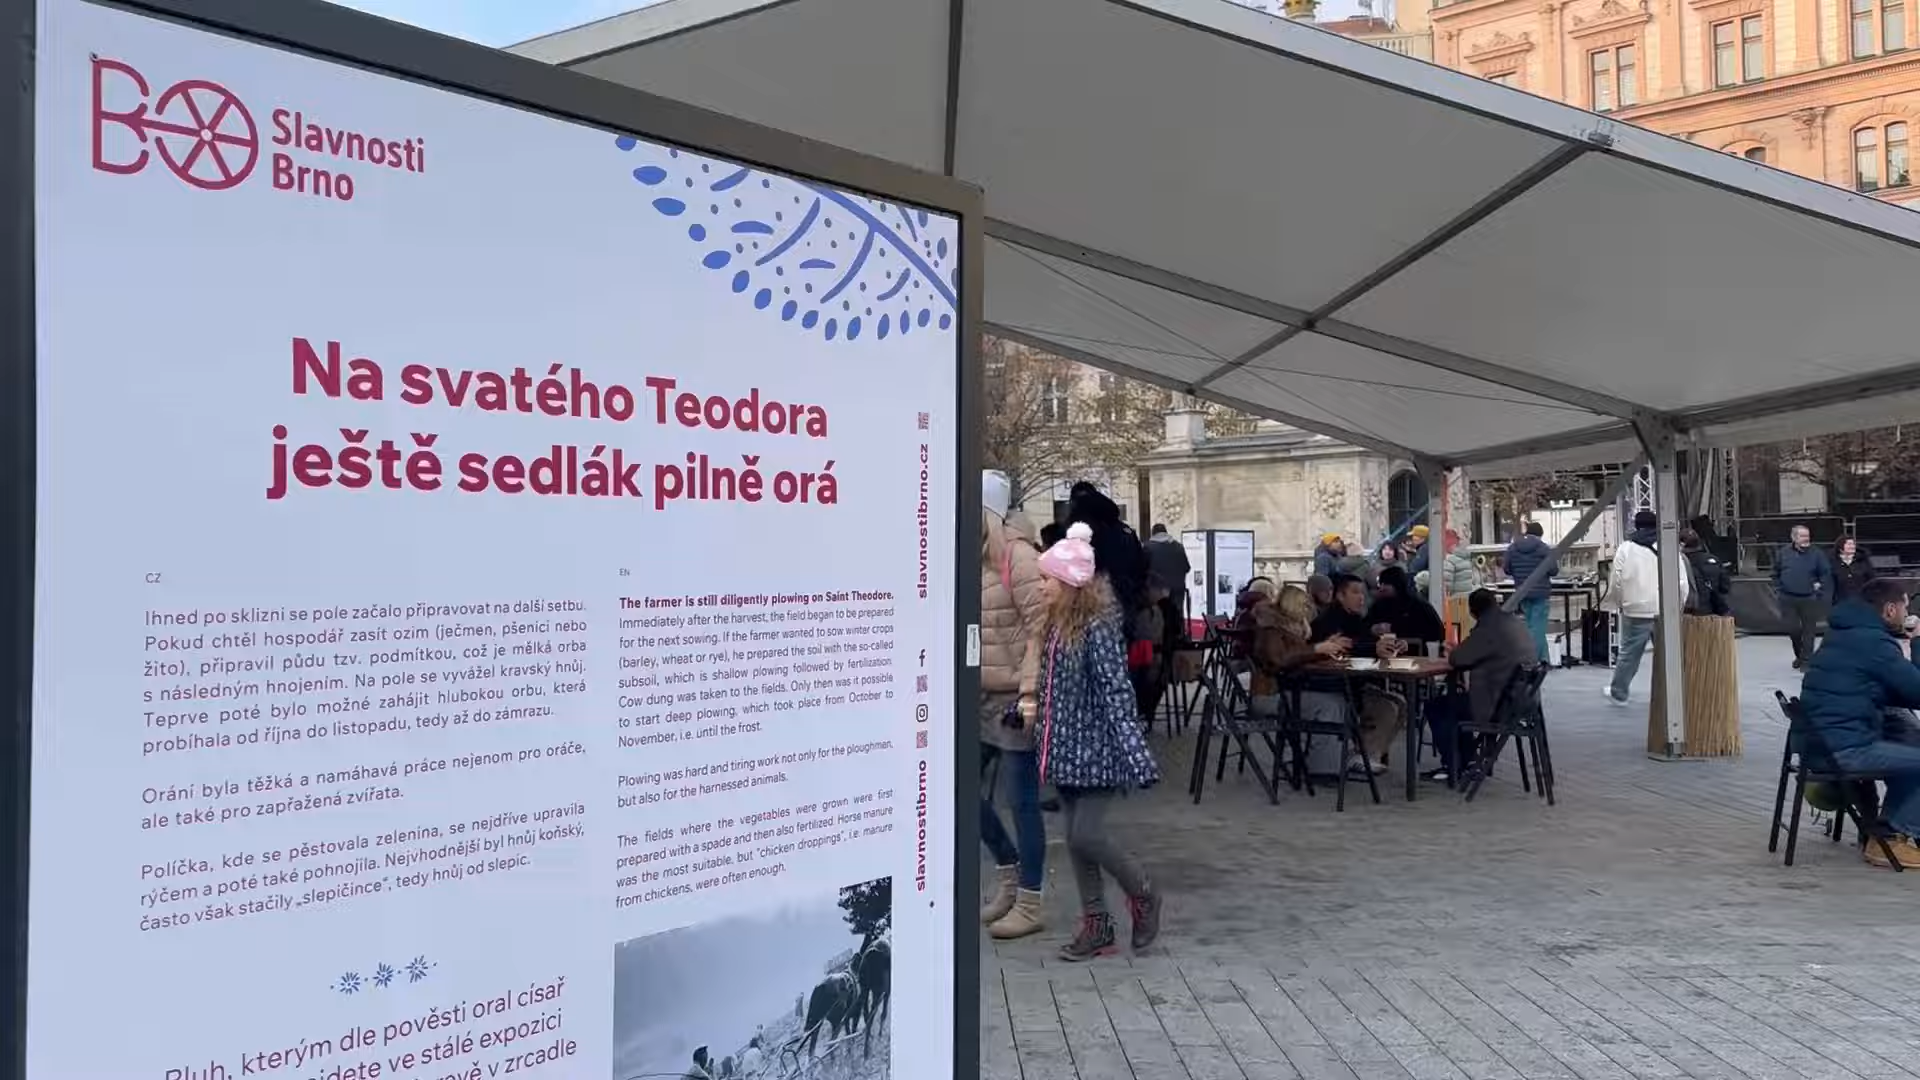 Slavnosti
Brno
Na svatého Teodora
ještě sedlák pilně orá
CZ
Ihned po sklizni se pole začalo připravovat na další setbu.
Pokud chtěl hospodář zasít ozim (ječmen, pšenici nebo
žito), připravil půdu tzv. podmítkou, což je mělká orba
s následným hnojením. Na pole se vyvážel kravský hnůj.
Teprve poté bylo možné zahájit hlubokou orbu, která
probíhala od října do listopadu, tedy až do zámrazu.
Orání byla těžká a namáhavá práce nejenom pro oráče,
ale také pro zapřažená zvířata.
Políčka, kde se pěstovala zelenina, se nejdříve upravila
rýčem a poté také pohnojila. Nejvhodnější byl hnůj koňský,
často však stačily „slepičince“, tedy hnůj od slepic.
Pluh, kterým dle pověsti oral císař
ve stálé expozici
v zrcadle
EN
The farmer is still diligently plowing on Saint Theodore.
Immediately after the harvest, the field began to be prepared
for the next sowing. If the farmer wanted to sow winter crops
(barley, wheat or rye), he prepared the soil with the so-called
subsoil, which is shallow plowing followed by fertilization.
Cow dung was taken to the fields. Only then was it possible
to start deep plowing, which took place from October to
November, i.e. until the frost.
Plowing was hard and tiring work not only for the ploughmen,
but also for the harnessed animals.
The fields where the vegetables were grown were first
prepared with a spade and then also fertilized. Horse manure
was the most suitable, but "chicken droppings", i.e. manure
from chickens, were often enough.
slavnostibrno.cz
slavnostibrno